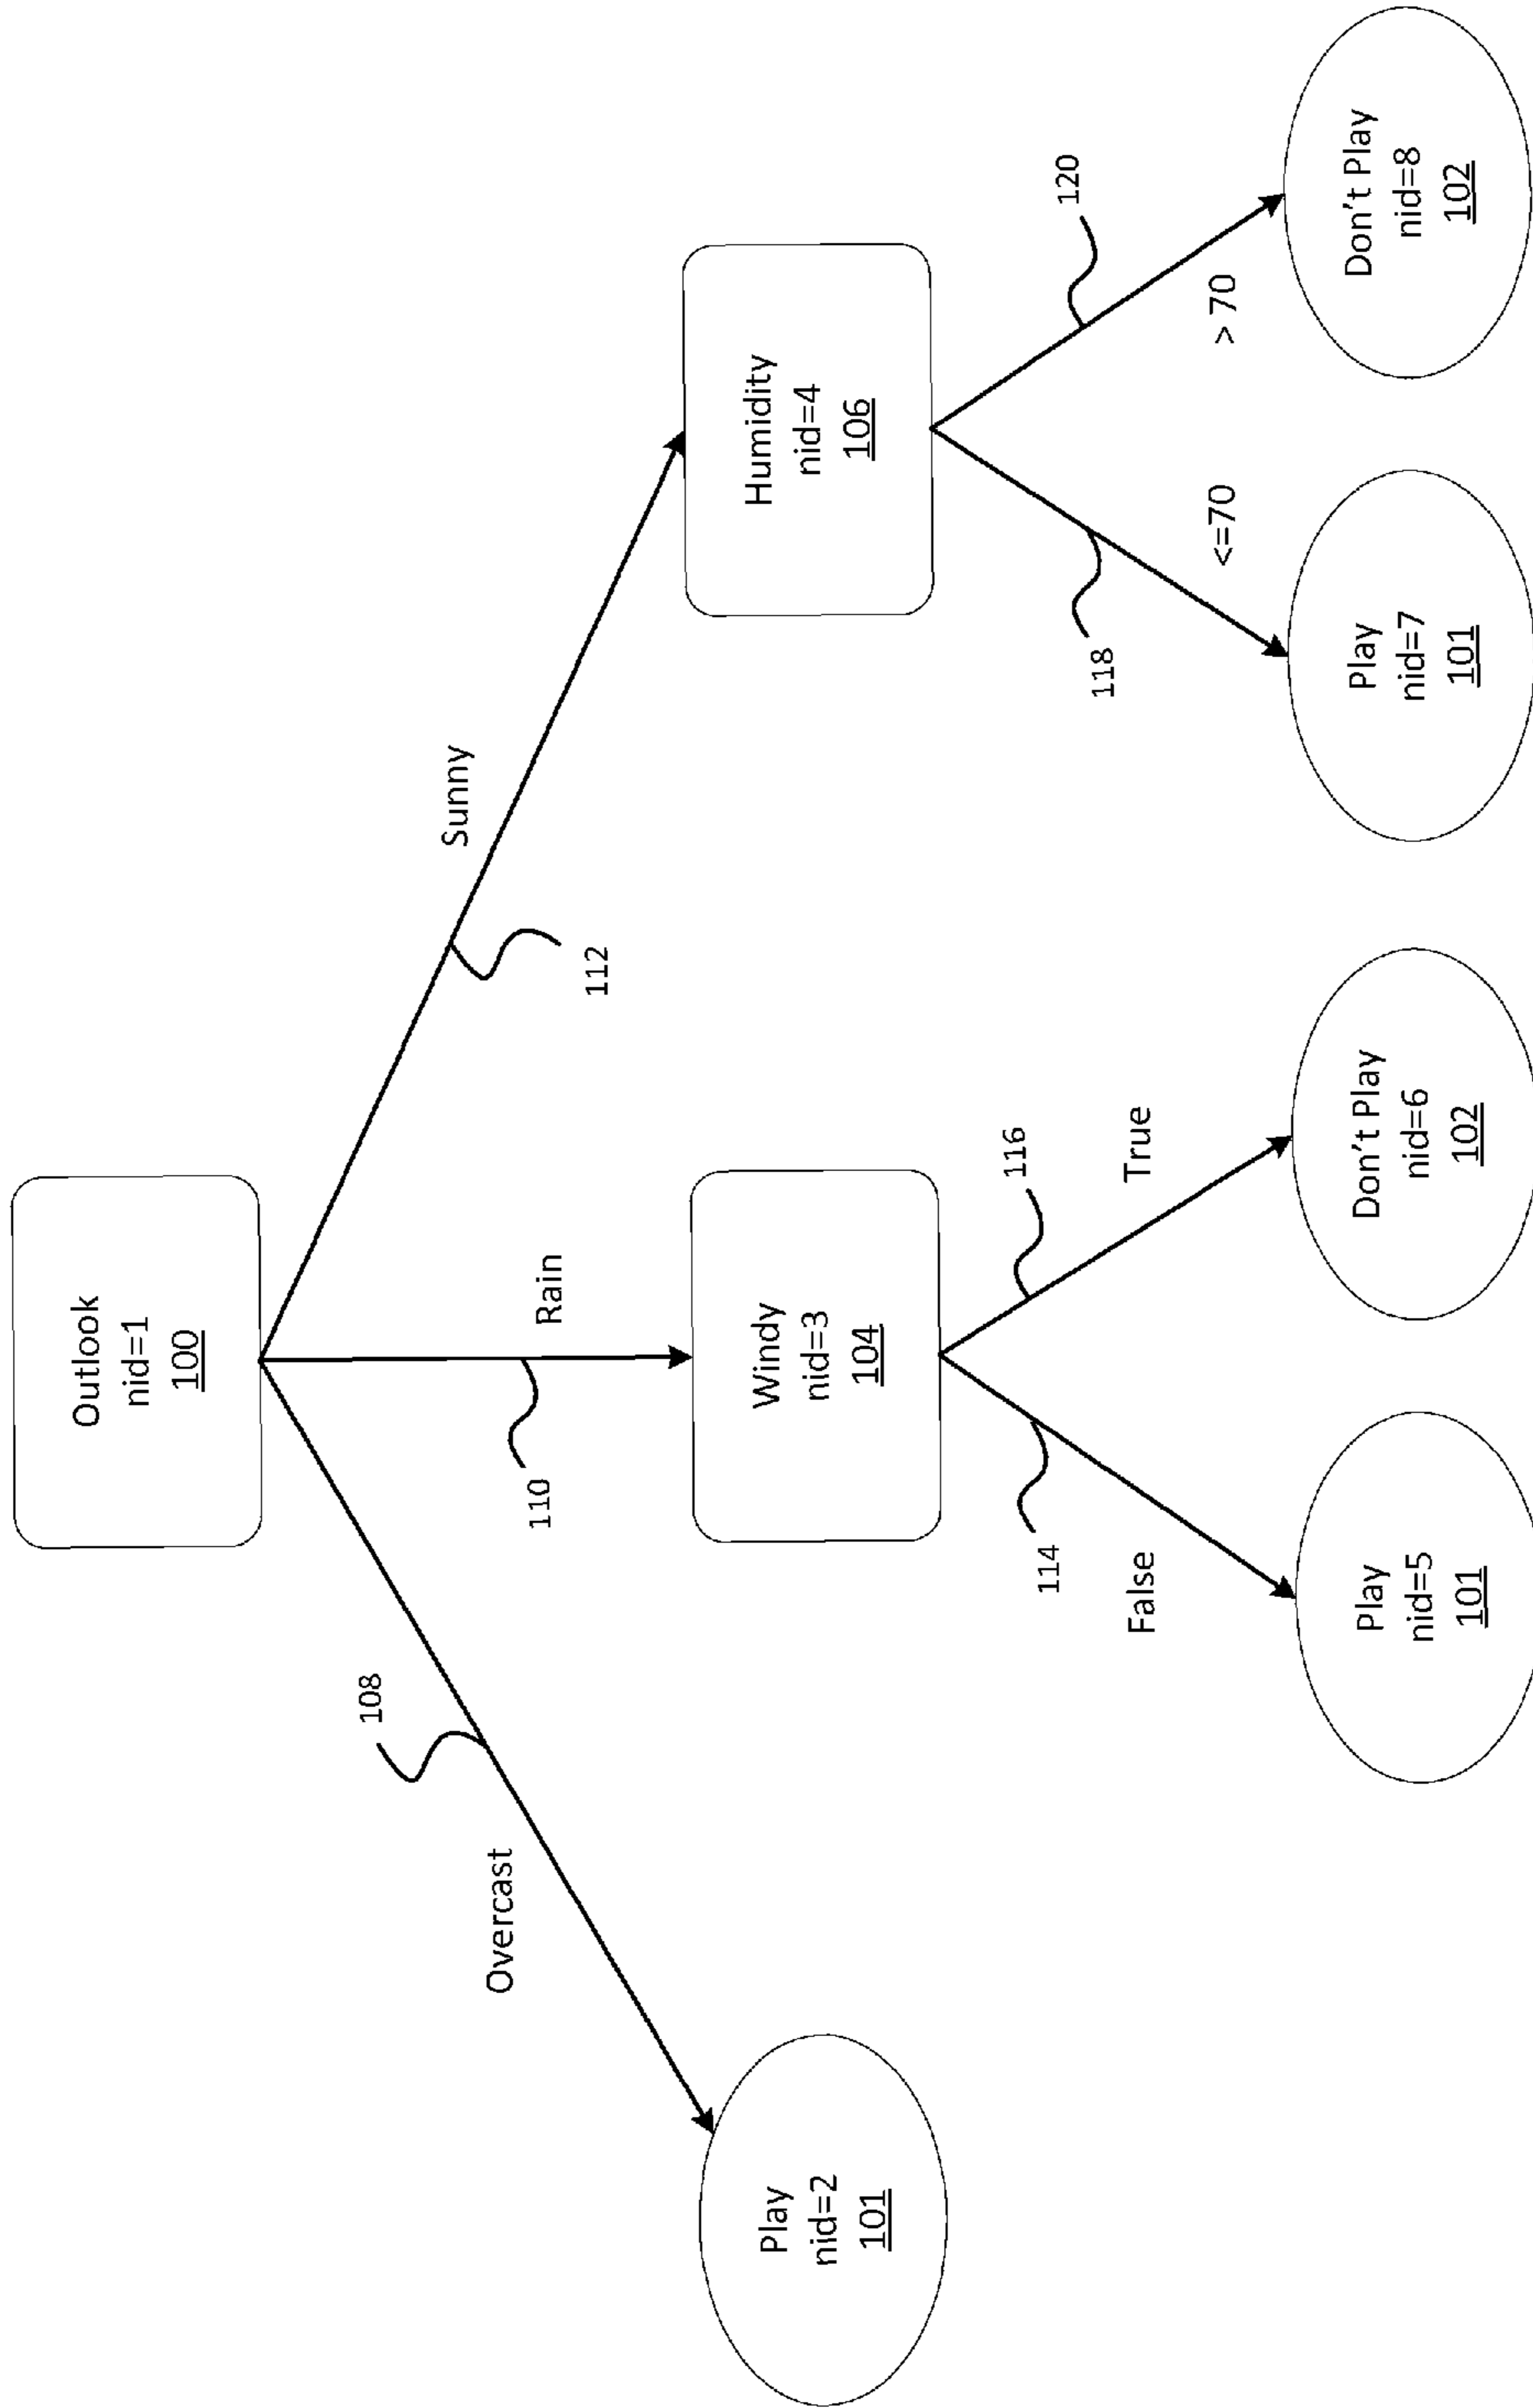 Outlook
nid=1
100
108
Overcast
110
Rain
Sunny
112
Play
nid=2
101
Windy
nid=3
104
Humidity
nid=4
106
114
False
116
True
118
<=70
120
> 70
Play
nid=5
101
Don't Play
nid=6
102
Play
nid=7
101
Don't Play
nid=8
102